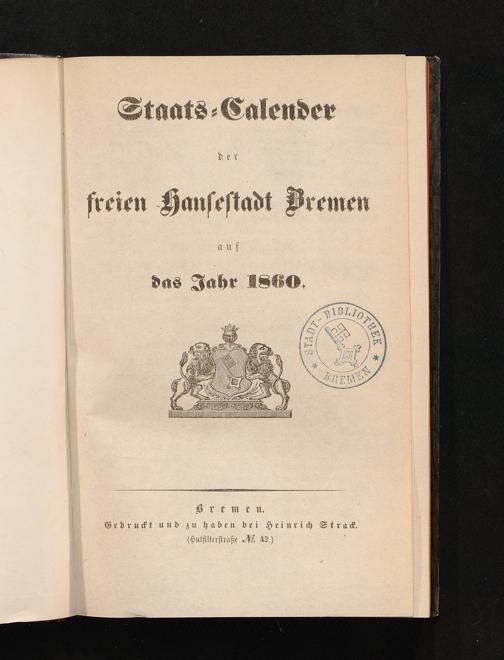 Staats-Calender
der
freien Hansestadt Bremen
auf
das Jahr 1860.
STADT-BIBLIOTHEK
* BREMEN *
Bremen.
Gedruckt und zu haben bei Heinrich Strack.
(Hutfilterstraße № 42.)